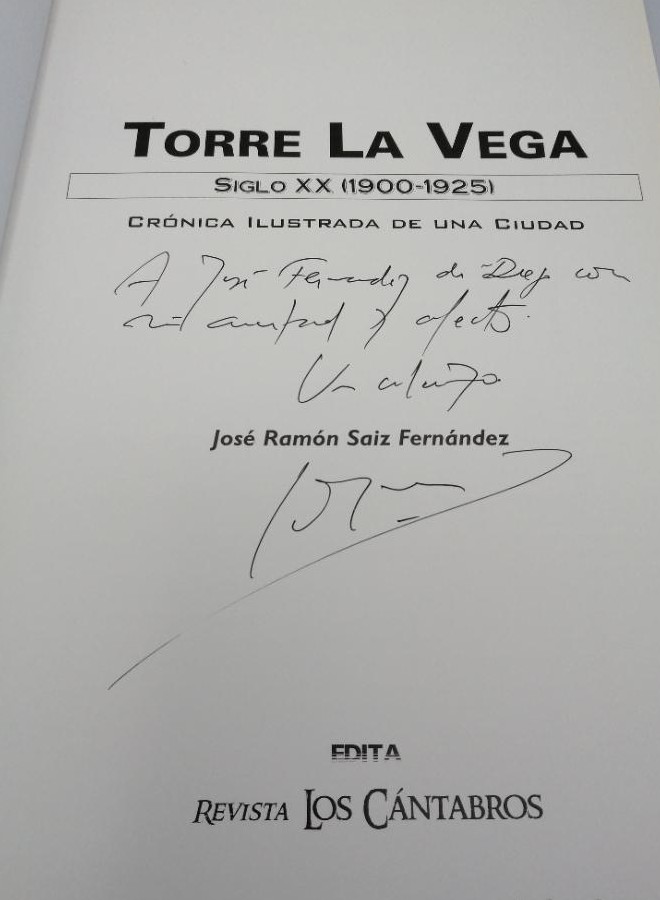 TORRE LA VEGA
SIGLO XX (1900-1925)
CRÓNICA ILUSTRADA DE UNA CIUDAD
A José Fernandez de Diego con
mi amistad y afecto.
Un abrazo
José Ramón Saiz Fernández
EDITA
REVISTA LOS CÁNTABROS